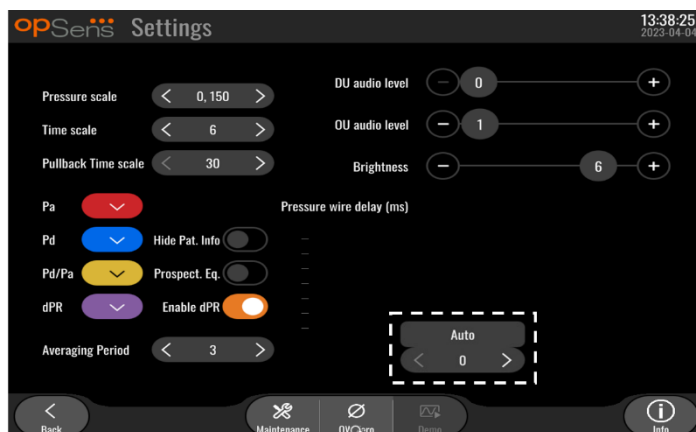 opSens Settings
13:38:25
2023-04-04
Pressure scale < 0, 150 >
Time scale < 6 >
Pullback Time scale < 30 >
DU audio level − 0 +
OU audio level − 1 +
Brightness − 6 +
Pa
Pd
Pd/Pa
dPR
Hide Pat. Info
Prospect. Eq.
Enable dPR
Averaging Period < 3 >
Pressure wire delay (ms)
Auto
< 0 >
Back
Maintenance
Demo
Info